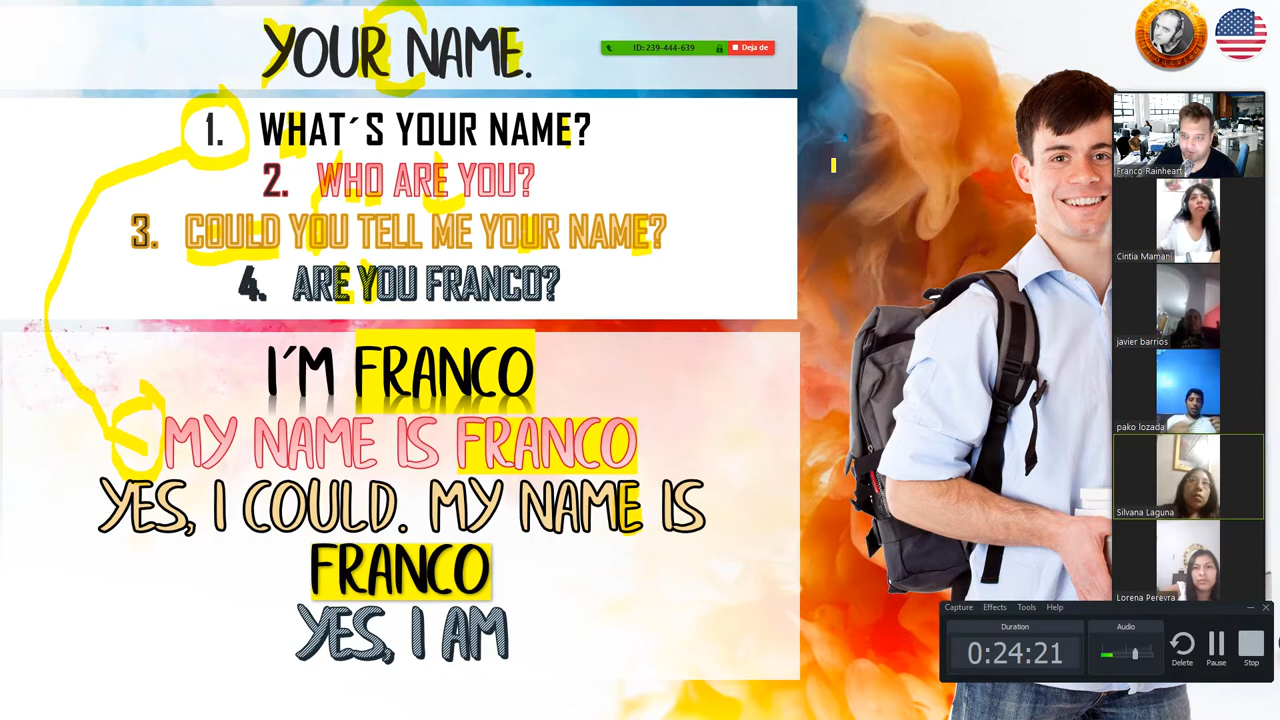 YOUR NAME.
ID: 239-444-639 Deja de
1. WHAT´S YOUR NAME?
2. WHO ARE YOU?
3. COULD YOU TELL ME YOUR NAME?
4. ARE YOU FRANCO?
I´M FRANCO
MY NAME IS FRANCO
YES, I COULD. MY NAME IS
FRANCO
YES, I AM
Franco Rainheart
Cintia Mamani
javier barrios
pako lozada
Silvana Laguna
Lorena Pereyra
Capture Effects Tools Help
Duration Audio
0:24:21
Delete Pause Stop